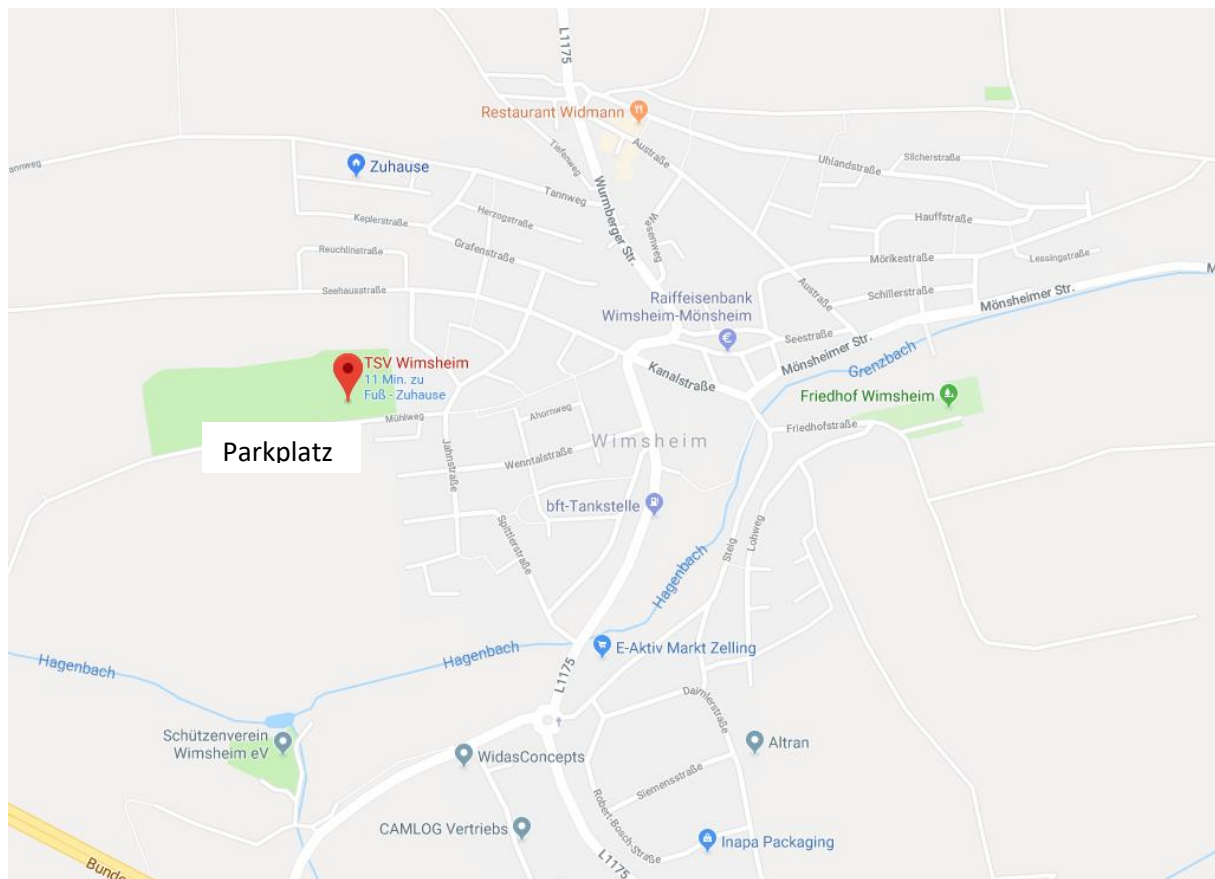 L1175
Restaurant Widmann
Tiefenweg
Austraße
Uhlandstraße
Silcherstraße
Tannweg
Zuhause
Tannweg
Wurmberger Str.
Wasenweg
Herzogstraße
Keplerstraße
Hauffstraße
Reuchlinstraße
Grafenstraße
Mörikestraße
Lessingstraße
Seehausstraße
Raiffeisenbank
Wimsheim-Mönsheim
Austraße
Schillerstraße
Mönsheimer Str.
M
Seestraße
Mönsheimer Str.
Grenzbach
TSV Wimsheim
11 Min. zu
Fuß - Zuhause
Kanalstraße
Friedhof Wimsheim
Mühlweg
Ahornweg
Friedhofstraße
Parkplatz
Jahnstraße
Wenntalstraße
Wimsheim
bft-Tankstelle
Spittlerstraße
Steig
Lohweg
Hagenbach
Hagenbach
Hagenbach
E-Aktiv Markt Zelling
L1175
Daimlerstraße
Schützenverein
Wimsheim eV
WidasConcepts
Altran
Siemensstraße
Robert-Bosch-Straße
CAMLOG Vertriebs
Inapa Packaging
L1175
Bunde